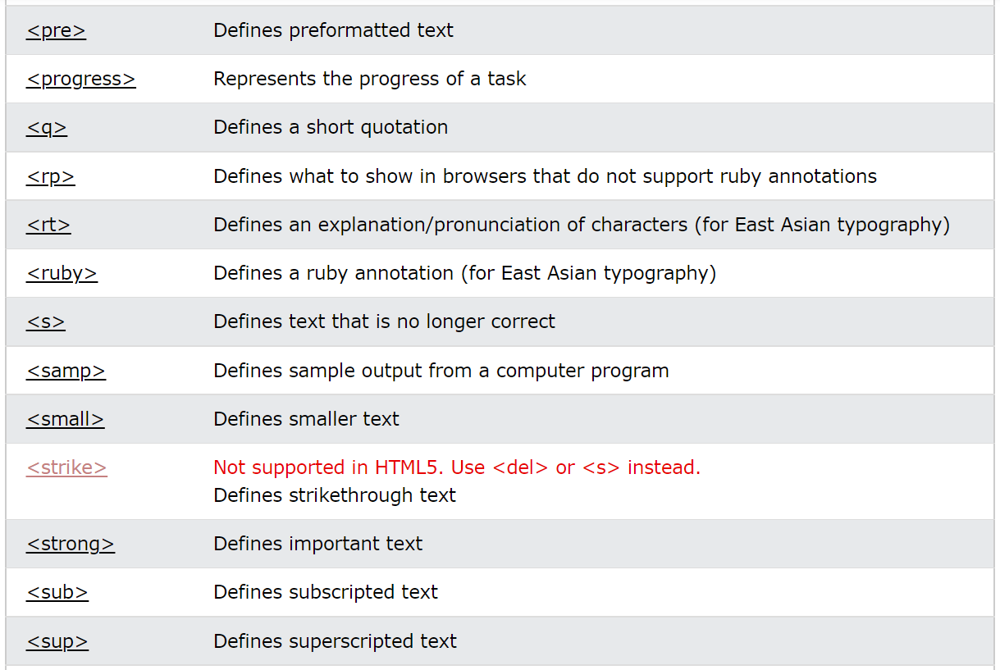 <pre> Defines preformatted text
<progress> Represents the progress of a task
<q> Defines a short quotation
<rp> Defines what to show in browsers that do not support ruby annotations
<rt> Defines an explanation/pronunciation of characters (for East Asian typography)
<ruby> Defines a ruby annotation (for East Asian typography)
<s> Defines text that is no longer correct
<samp> Defines sample output from a computer program
<small> Defines smaller text
<strike> Not supported in HTML5. Use <del> or <s> instead.
Defines strikethrough text
<strong> Defines important text
<sub> Defines subscripted text
<sup> Defines superscripted text